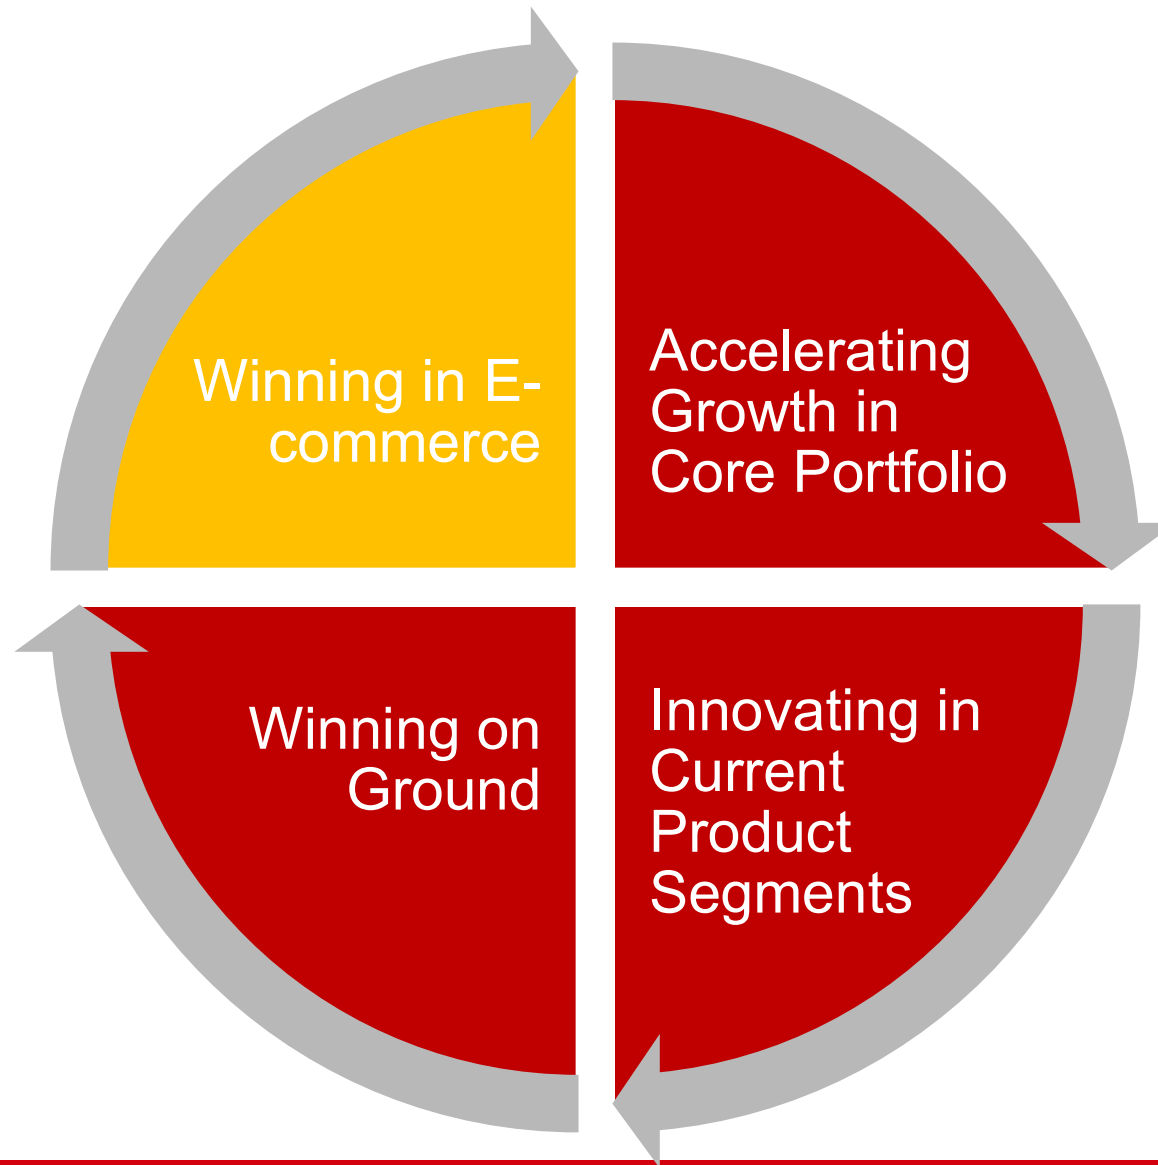 Winning in E-
commerce
Accelerating
Growth in
Core Portfolio
Winning on
Ground
Innovating in
Current
Product
Segments